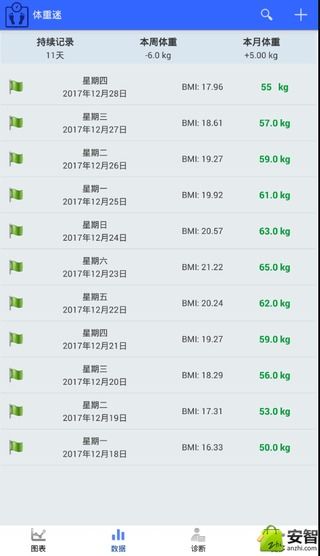 体重迷
持续记录 本周体重 本月体重
11天 -6.0 kg +5.00 kg
星期四
2017年12月28日 BMI: 17.96 55 kg
星期三
2017年12月27日 BMI: 18.61 57.0 kg
星期二
2017年12月26日 BMI: 19.27 59.0 kg
星期一
2017年12月25日 BMI: 19.92 61.0 kg
星期日
2017年12月24日 BMI: 20.57 63.0 kg
星期六
2017年12月23日 BMI: 21.22 65.0 kg
星期五
2017年12月22日 BMI: 20.24 62.0 kg
星期四
2017年12月21日 BMI: 19.27 59.0 kg
星期三
2017年12月20日 BMI: 18.29 56.0 kg
星期二
2017年12月19日 BMI: 17.31 53.0 kg
星期一
2017年12月18日 BMI: 16.33 50.0 kg
图表 数据 诊断
安智
anzhi.com